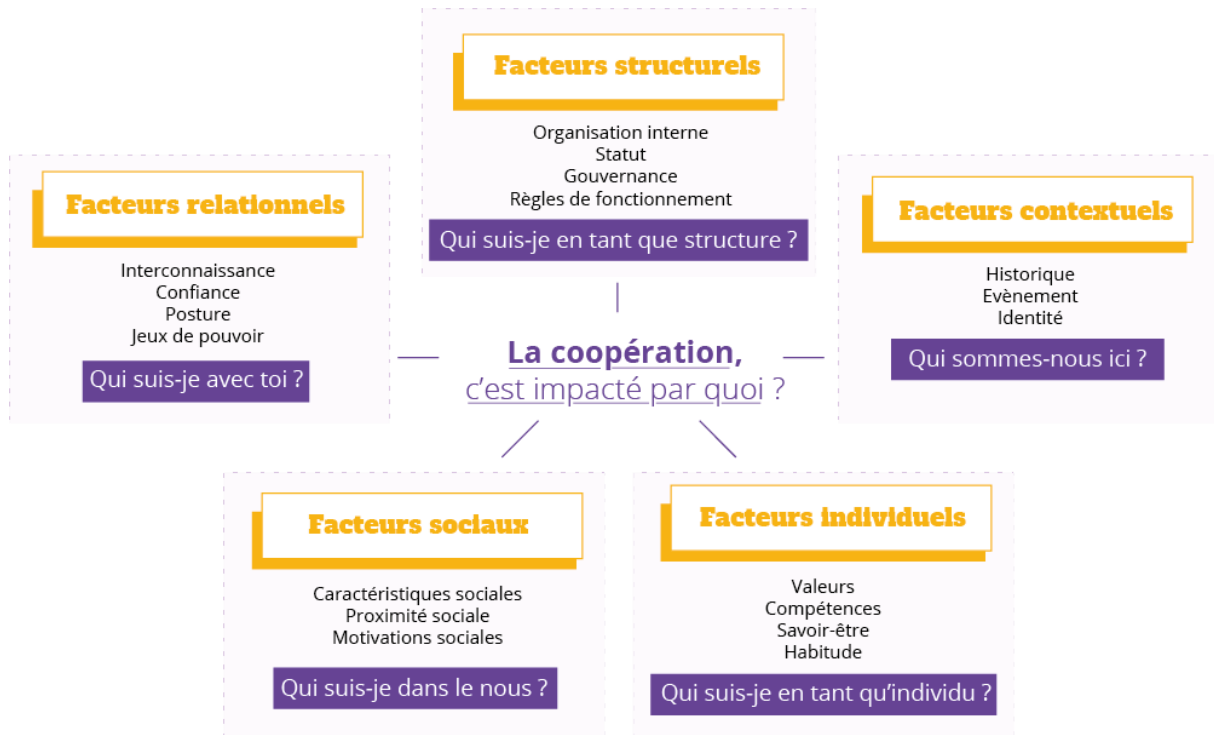 Facteurs structurels
Organisation interne
Statut
Gouvernance
Règles de fonctionnement
Qui suis-je en tant que structure ?
Facteurs relationnels
Interconnaissance
Confiance
Posture
Jeux de pouvoir
Qui suis-je avec toi ?
Facteurs contextuels
Historique
Evènement
Identité
Qui sommes-nous ici ?
La coopération,
c'est impacté par quoi ?
Facteurs sociaux
Caractéristiques sociales
Proximité sociale
Motivations sociales
Qui suis-je dans le nous ?
Facteurs individuels
Valeurs
Compétences
Savoir-être
Habitude
Qui suis-je en tant qu'individu ?